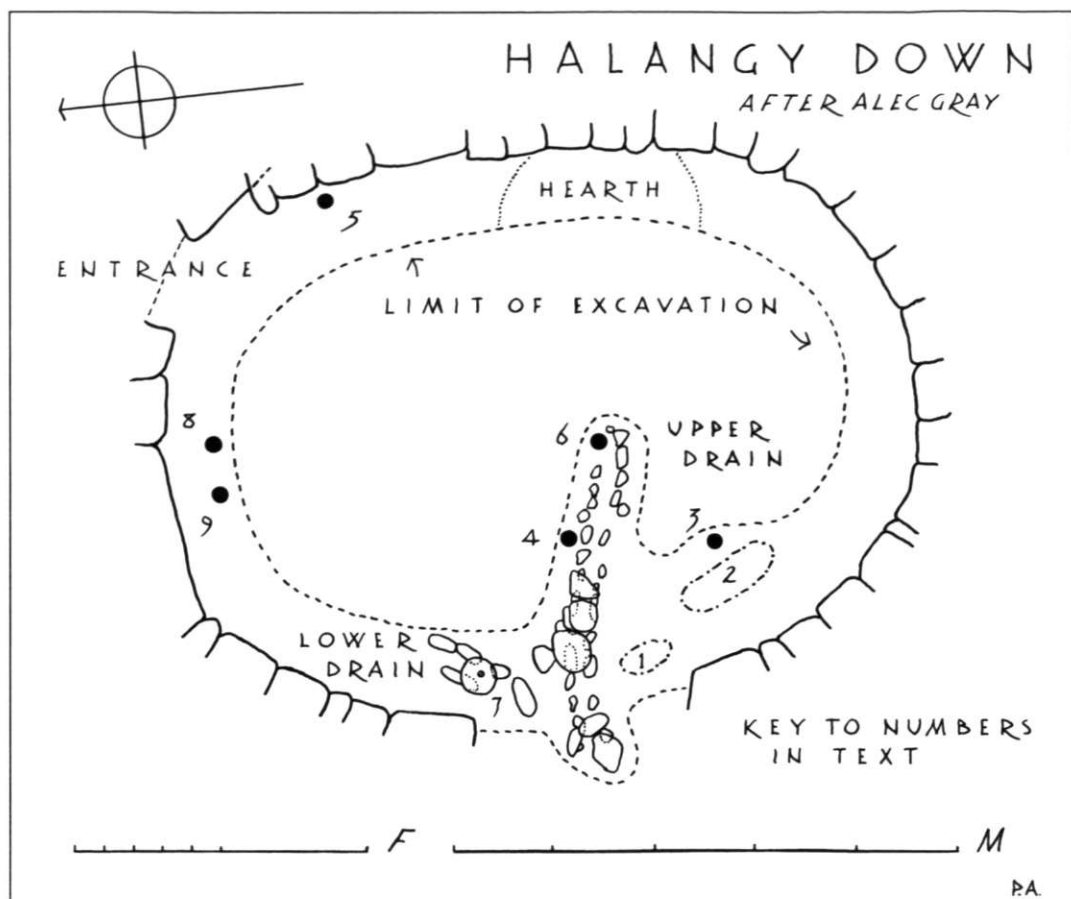 HALANGY DOWN
AFTER ALEC GRAY
HEARTH
5
ENTRANCE
LIMIT OF EXCAVATION
8
6
UPPER
DRAIN
9
4
3
2
LOWER
DRAIN
1
7
KEY TO NUMBERS
IN TEXT
F
M
P.A.